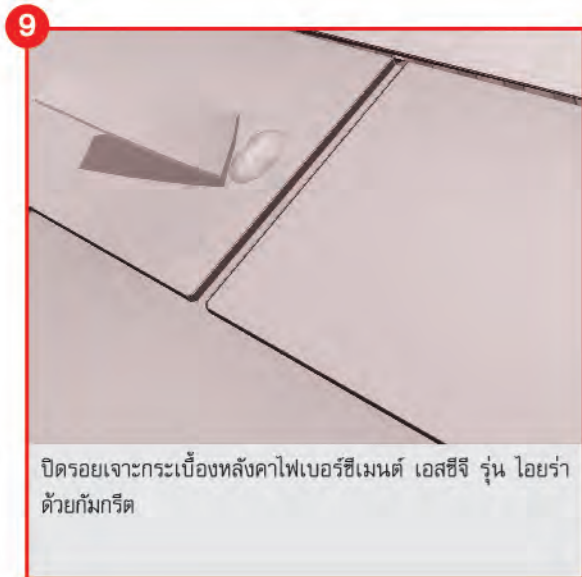 9
ปิดรอยเจาะกระเบื้องหลังคาไฟเบอร์ซีเมนต์ เอสซีจี รุ่น ไอยร่า
ด้วยกัมกรีต